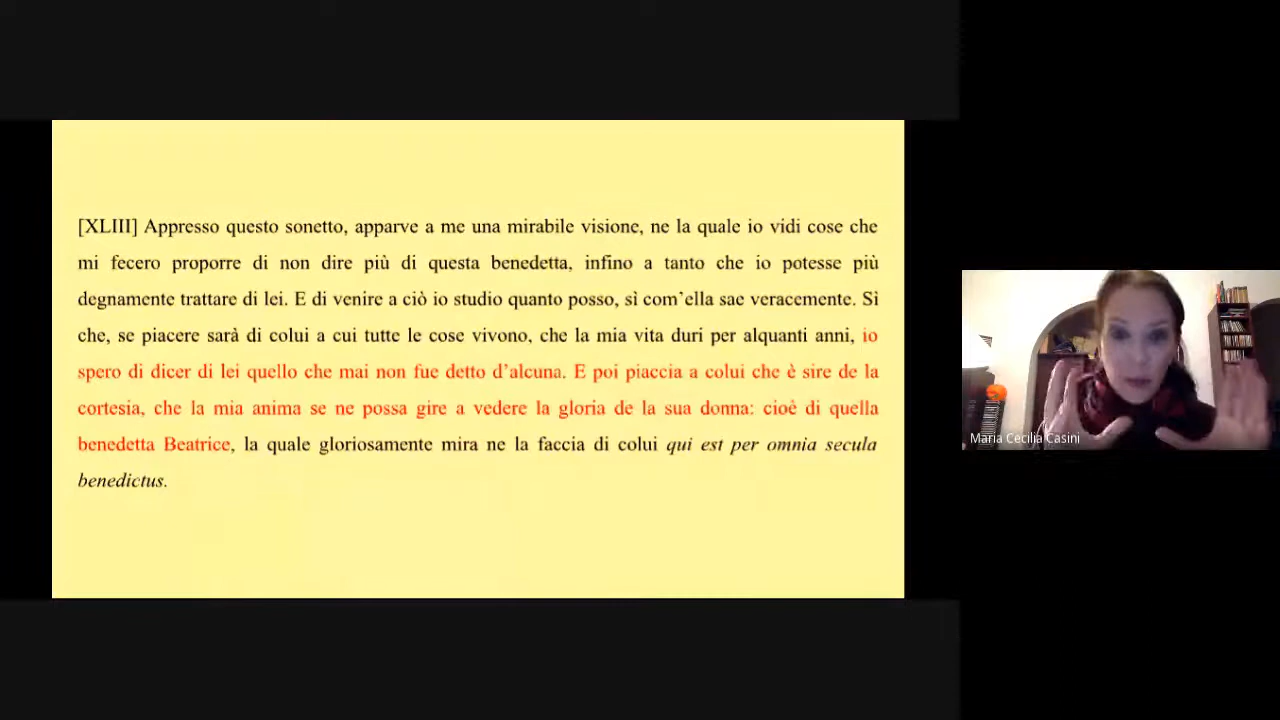 [XLIII] Appresso questo sonetto, apparve a me una mirabile visione, ne la quale io vidi cose che
mi fecero proporre di non dire più di questa benedetta, infino a tanto che io potesse più
degnamente trattare di lei. E di venire a ciò io studio quanto posso, sì com’ella sae veracemente. Sì
che, se piacere sarà di colui a cui tutte le cose vivono, che la mia vita duri per alquanti anni, io
spero di dicer di lei quello che mai non fue detto d’alcuna. E poi piaccia a colui che è sire de la
cortesia, che la mia anima se ne possa gire a vedere la gloria de la sua donna: cioè di quella
benedetta Beatrice, la quale gloriosamente mira ne la faccia di colui qui est per omnia secula
benedictus.
Maria Cecilia Casini